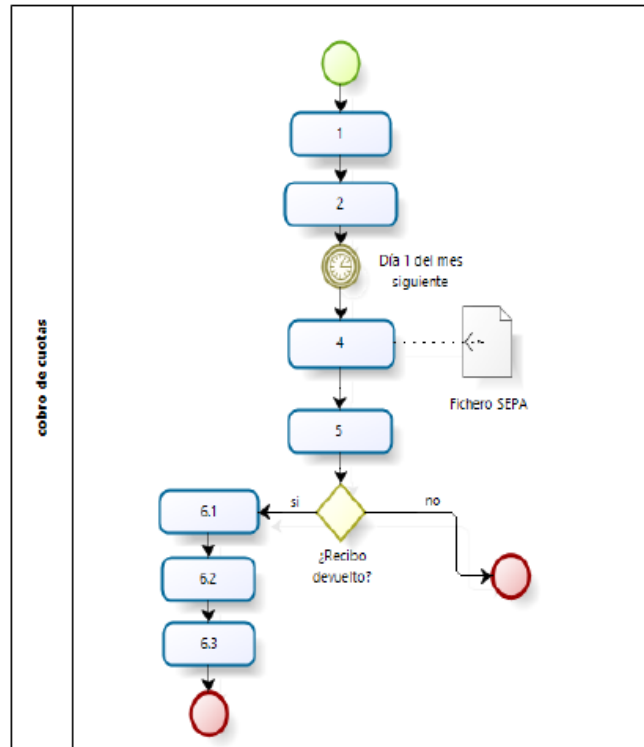 cobro de cuotas
1
2
Día 1 del mes
siguiente
4
Fichero SEPA
5
si
no
¿Recibo
devuelto?
6.1
6.2
6.3